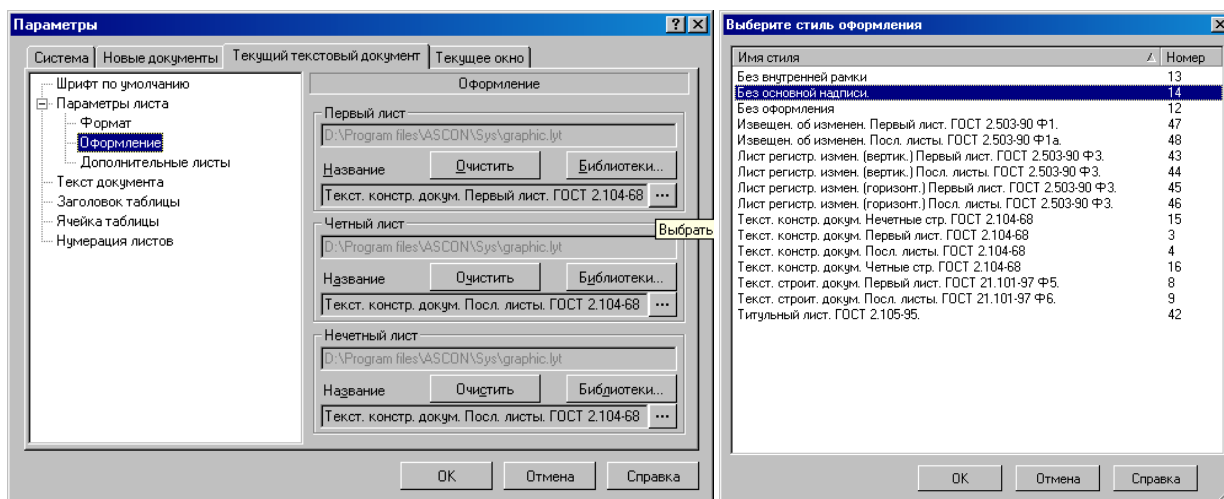 Параметры
Система
Новые документы
Текущий текстовый документ
Текущее окно
Шрифт по умолчанию
Параметры листа
Формат
Оформление
Дополнительные листы
Текст документа
Заголовок таблицы
Ячейка таблицы
Нумерация листов
Оформление
Первый лист
D:\Program files\ASCON\Sys\graphic.lyt
Название
Очистить
Библиотеки...
Текст. констр. докум. Первый лист. ГОСТ 2.104-68 ...
Выбрать
Четный лист
D:\Program files\ASCON\Sys\graphic.lyt
Название
Очистить
Библиотеки...
Текст. констр. докум. Посл. листы. ГОСТ 2.104-68 ...
Нечетный лист
D:\Program files\ASCON\Sys\graphic.lyt
Название
Очистить
Библиотеки...
Текст. констр. докум. Посл. листы. ГОСТ 2.104-68 ...
OK
Отмена
Справка
Выберите стиль оформления
Имя стиля Номер
Без внутренней рамки 13
Без основной надписи. 14
Без оформления 12
Извещен. об изменен. Первый лист. ГОСТ 2.503-90 Ф1. 47
Извещен. об изменен. Посл. листы. ГОСТ 2.503-90 Ф1а. 48
Лист регистр. измен. (вертик.) Первый лист. ГОСТ 2.503-90 Ф3. 43
Лист регистр. измен. (вертик.) Посл. листы. ГОСТ 2.503-90 Ф3. 44
Лист регистр. измен. (горизонт.) Первый лист. ГОСТ 2.503-90 Ф3. 45
Лист регистр. измен. (горизонт.) Посл. листы. ГОСТ 2.503-90 Ф3. 46
Текст. констр. докум. Нечетные стр. ГОСТ 2.104-68 15
Текст. констр. докум. Первый лист. ГОСТ 2.104-68 3
Текст. констр. докум. Посл. листы. ГОСТ 2.104-68 4
Текст. констр. докум. Четные стр. ГОСТ 2.104-68 16
Текст. строит. докум. Первый лист. ГОСТ 21.101-97 Ф5. 8
Текст. строит. докум. Посл. листы. ГОСТ 21.101-97 Ф6. 9
Титульный лист. ГОСТ 2.105-95. 42
OK
Отмена
Справка